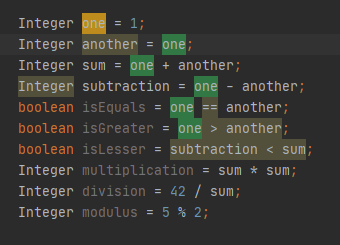 Integer one = 1;
Integer another = one;
Integer sum = one + another;
Integer subtraction = one - another;
boolean isEquals = one == another;
boolean isGreater = one > another;
boolean isLesser = subtraction < sum;
Integer multiplication = sum * sum;
Integer division = 42 / sum;
Integer modulus = 5 % 2;